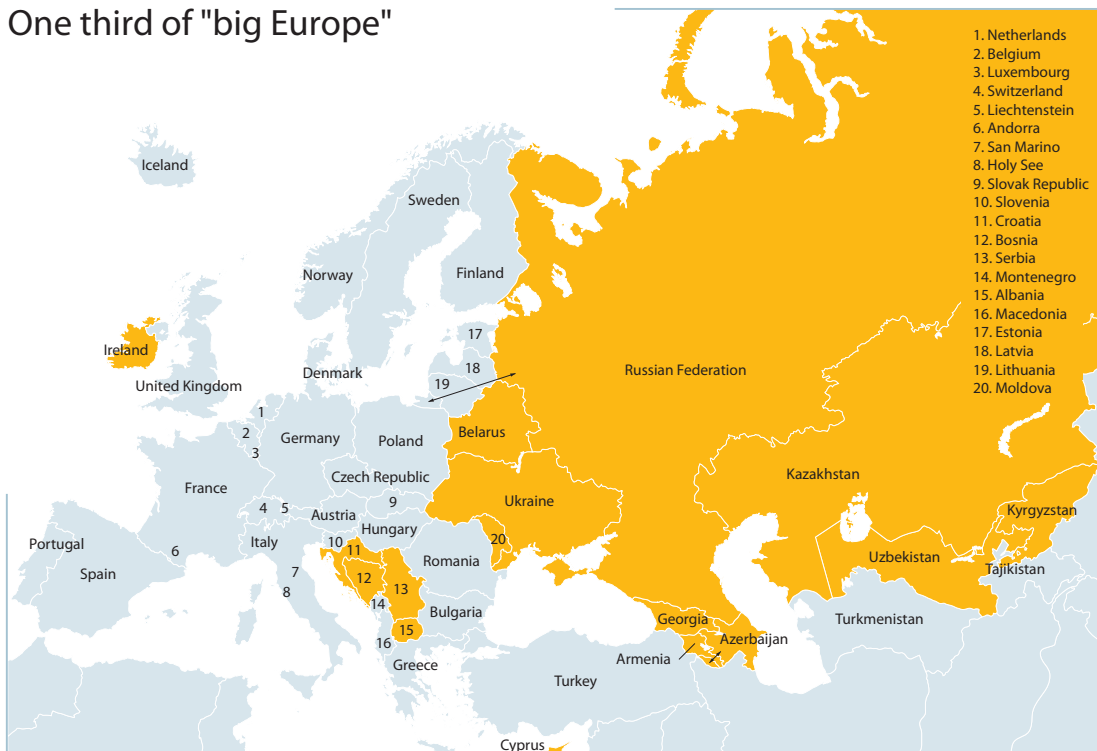 One third of "big Europe"
1. Netherlands
2. Belgium
3. Luxembourg
4. Switzerland
5. Liechtenstein
6. Andorra
7. San Marino
8. Holy See
9. Slovak Republic
10. Slovenia
11. Croatia
12. Bosnia
13. Serbia
14. Montenegro
15. Albania
16. Macedonia
17. Estonia
18. Latvia
19. Lithuania
20. Moldova
Iceland
Sweden
Norway
Finland
17
Ireland
Denmark
18
Russian Federation
United Kingdom
19
1
2
Germany
Poland
Belarus
3
Czech Republic
Kazakhstan
France
9
Ukraine
4
5
Austria
Kyrgyzstan
Hungary
Portugal
Italy
10
11
20
Uzbekistan
6
Romania
Tajikistan
Spain
7
12
13
8
14
Bulgaria
Georgia
Turkmenistan
15
Azerbaijan
16
Armenia
Greece
Turkey
Cyprus